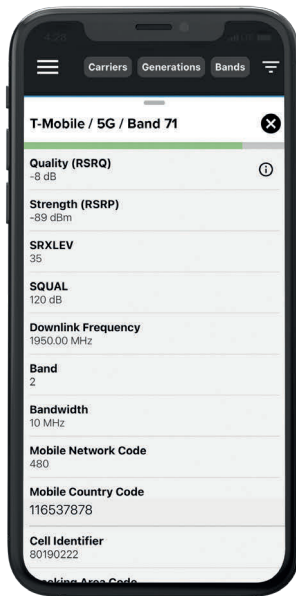 4:28
Carriers Generations Bands
T-Mobile / 5G / Band 71
Quality (RSRQ)
-8 dB
Strength (RSRP)
-89 dBm
SRXLEV
35
SQUAL
120 dB
Downlink Frequency
1950.00 MHz
Band
2
Bandwidth
10 MHz
Mobile Network Code
480
Mobile Country Code
116537878
Cell Identifier
80190222